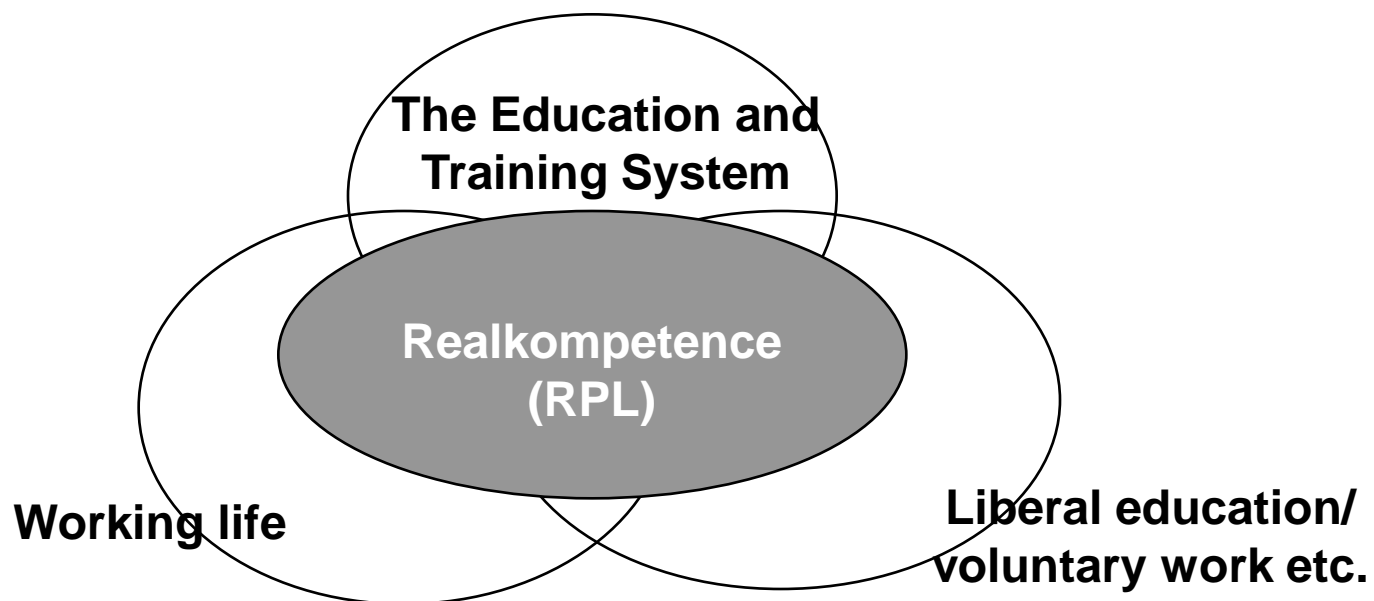 The Education and
Training System
Realkompetence
(RPL)
Working life
Liberal education/
voluntary work etc.